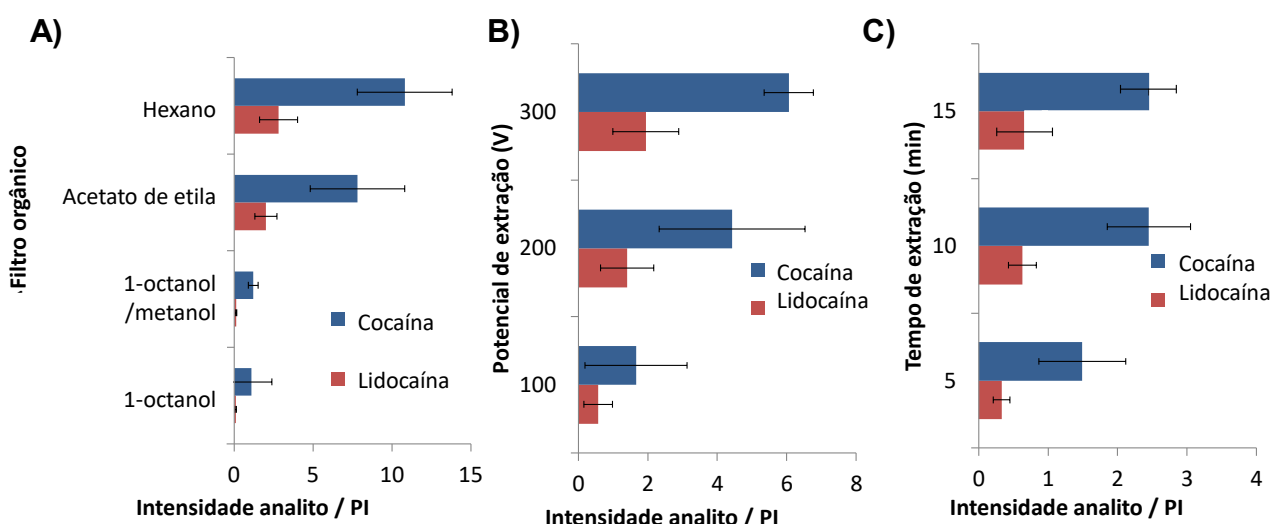 A)
Filtro orgânico
Hexano
Acetato de etila
1-octanol
/metanol
1-octanol
Cocaína
Lidocaína
0 5 10 15
Intensidade analito / PI
B)
Potencial de extração (V)
300
200
100
Cocaína
Lidocaína
0 2 4 6 8
Intensidade analito / PI
C)
Tempo de extração (min)
15
10
5
Cocaína
Lidocaína
0 1 2 3 4
Intensidade analito / PI